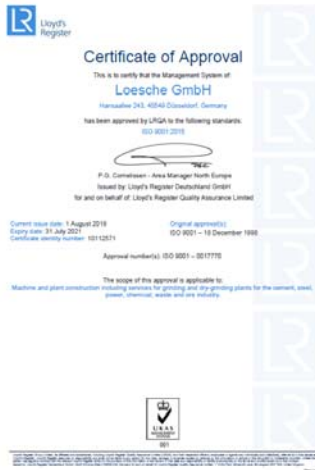 Lloyd's
Register
LR
Certificate of Approval
This is to certify that the Management System of:
Loesche GmbH
Hansaallee 243, 40549 Düsseldorf, Germany
has been approved by LRQA to the following standards:
ISO 9001:2015
P.G. Cornelissen - Area Manager North Europe
Issued by: Lloyd's Register Deutschland GmbH
for and on behalf of: Lloyd's Register Quality Assurance Limited
Current issue date: 1 August 2018
Expiry date: 31 July 2021
Certificate identity number: 10112571
Original approval(s):
ISO 9001 – 18 December 1998
Approval number(s): ISO 9001 – 0017770
The scope of this approval is applicable to:
Machine and plant construction including services for grinding and dry-grinding plants for the cement, steel,
power, chemical, waste and ore industry.
UKAS
MANAGEMENT
SYSTEMS
001